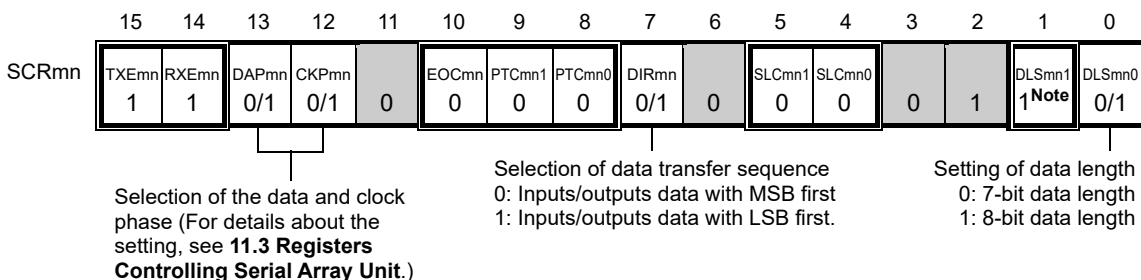 15 14 13 12 11 10 9 8 7 6 5 4 3 2 1 0
SCRmn TXEmn RXEmn DAPmn CKPmn EOCmn PTCmn1 PTCmn0 DIRmn SLCmn1 SLCmn0 DLSmn1 DLSmn0
1 1 0/1 0/1 0 0 0 0 0/1 0 0 0 0 1 1Note 0/1
Selection of the data and clock
phase (For details about the
setting, see 11.3 Registers
Controlling Serial Array Unit.)
Selection of data transfer sequence
0: Inputs/outputs data with MSB first
1: Inputs/outputs data with LSB first.
Setting of data length
0: 7-bit data length
1: 8-bit data length